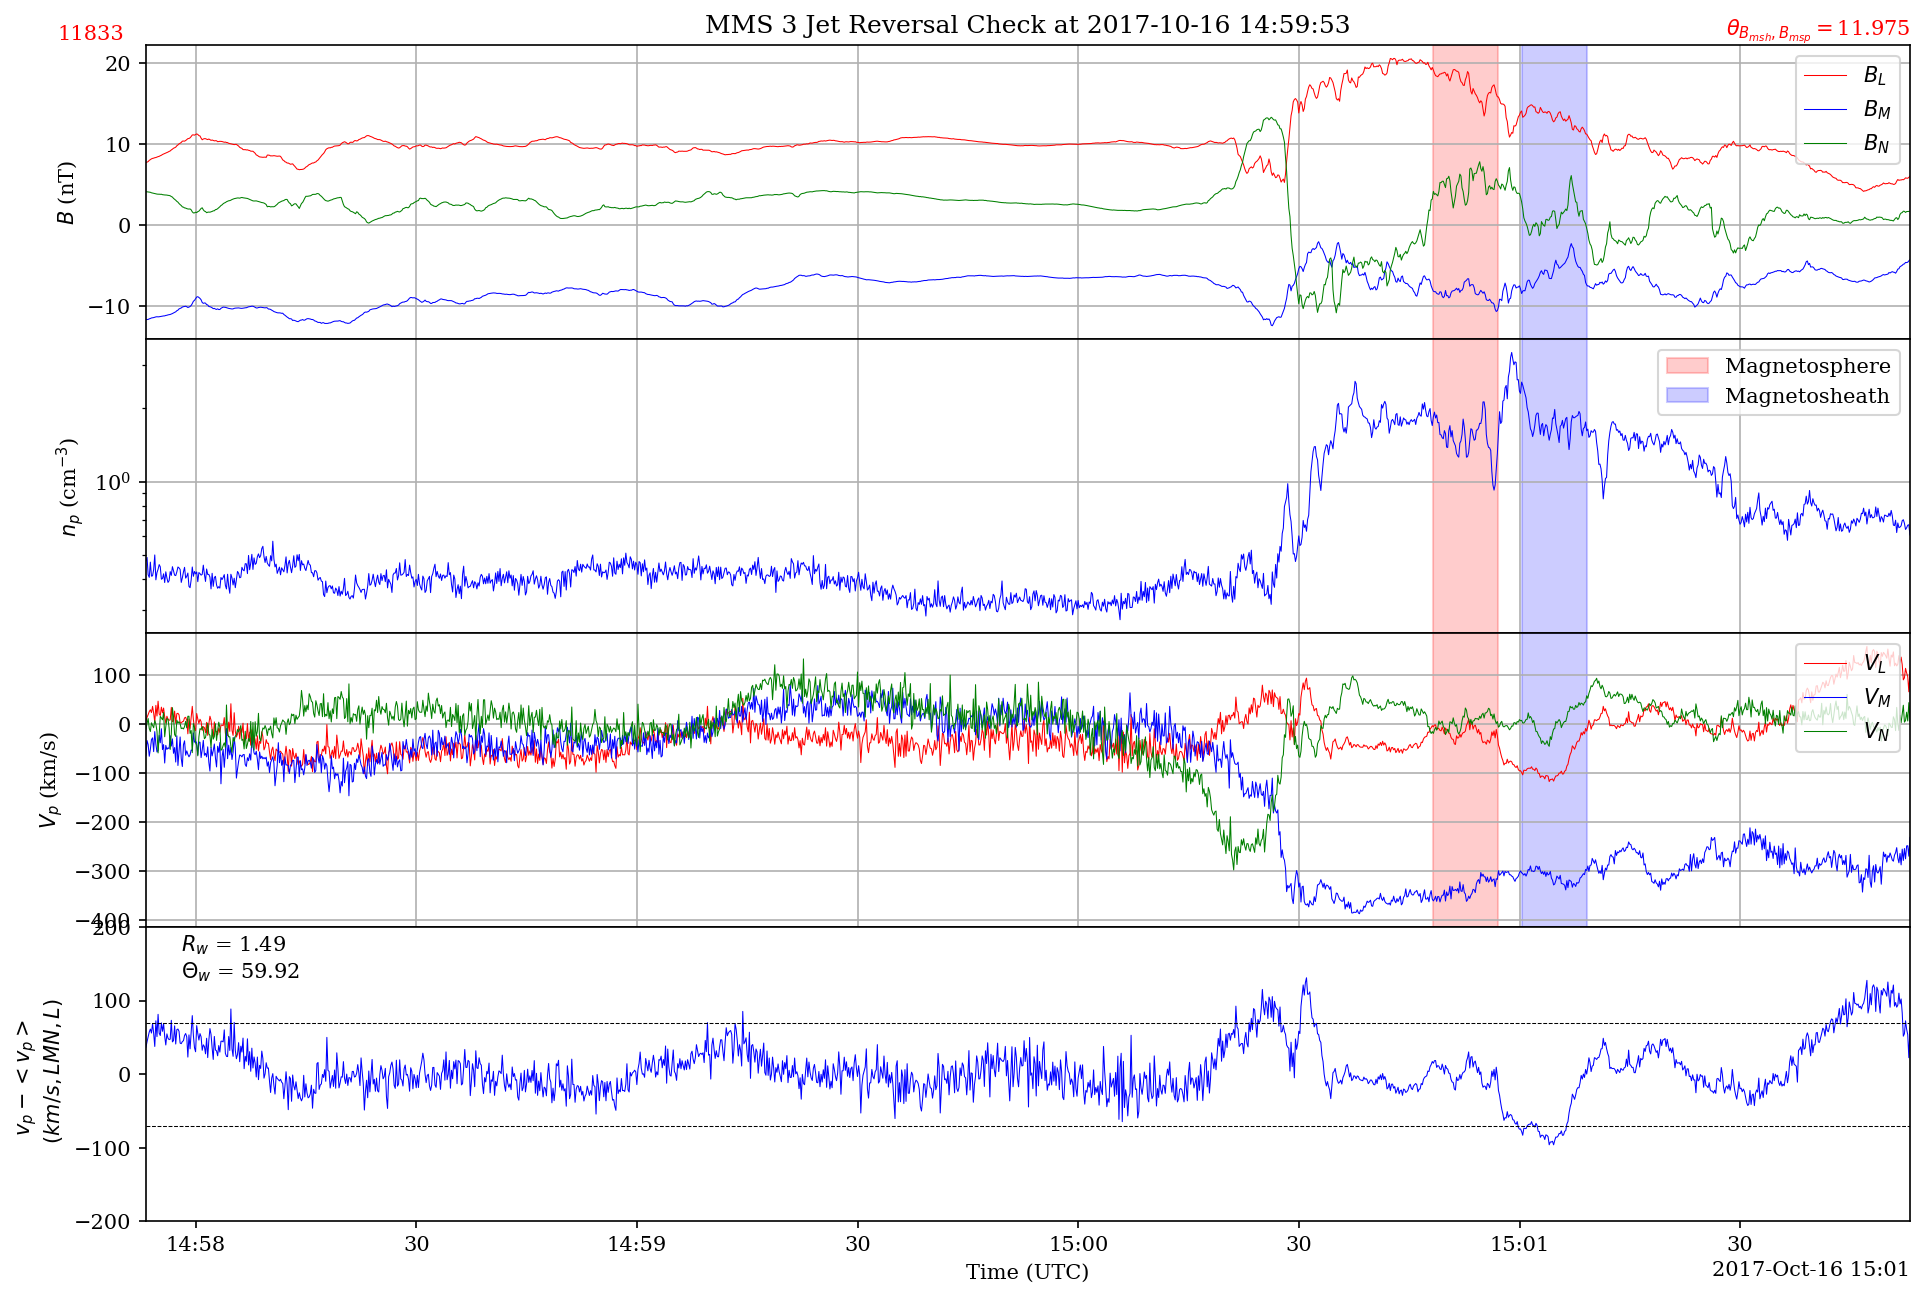 11833
MMS 3 Jet Reversal Check at 2017-10-16 14:59:53
θ_{B_{msh}, B_{msp}} = 11.975
20
10
0
−10
B (nT)
B_L
B_M
B_N
10⁰
n_p (cm⁻³)
Magnetosphere
Magnetosheath
100
0
−100
−200
−300
−400
V_p (km/s)
V_L
V_M
V_N
200
100
0
−100
−200
v_p − < v_p >
(km/s, LMN, L)
R_w = 1.49
Θ_w = 59.92
14:58
30
14:59
30
15:00
30
15:01
30
Time (UTC)
2017-Oct-16 15:01